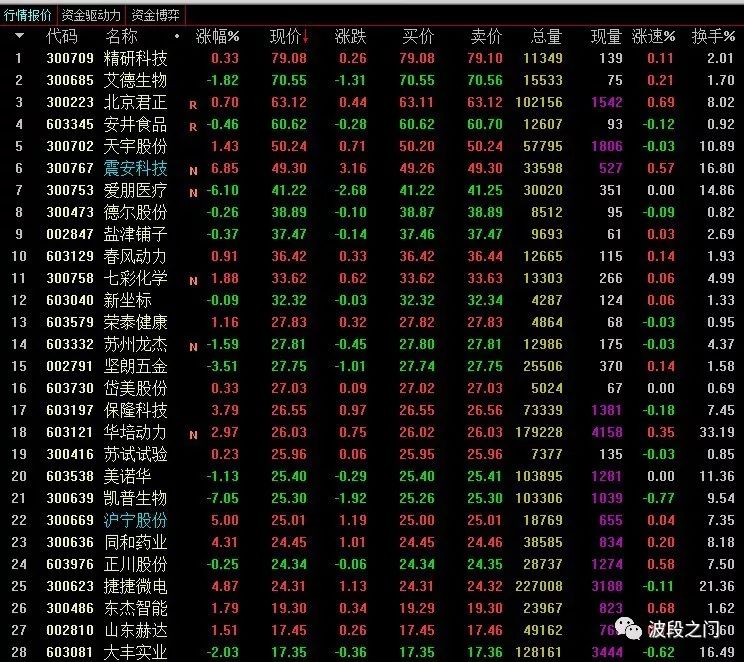 行情报价 资金驱动力 资金博弈
代码 名称 涨幅% 现价↓ 涨跌 买价 卖价 总量 现量 涨速% 换手%
1 300709 精研科技 0.33 79.08 0.26 79.08 79.10 11349 139 0.11 2.01
2 300685 艾德生物 -1.82 70.55 -1.31 70.55 70.56 15533 75 0.21 1.70
3 300223 北京君正 R 0.70 63.12 0.44 63.11 63.12 102156 1542 0.69 8.02
4 603345 安井食品 R -0.46 60.62 -0.28 60.62 60.70 12607 93 -0.12 0.92
5 300702 天宇股份 1.43 50.24 0.71 50.20 50.24 57795 1806 -0.03 10.89
6 300767 震安科技 N 6.85 49.30 3.16 49.26 49.30 33598 527 0.57 16.80
7 300753 爱朋医疗 N -6.10 41.22 -2.68 41.22 41.25 30020 351 0.00 14.86
8 300473 德尔股份 -0.26 38.89 -0.10 38.87 38.89 8512 95 -0.09 0.82
9 002847 盐津铺子 -0.37 37.47 -0.14 37.46 37.47 9693 61 0.03 2.69
10 603129 春风动力 0.91 36.42 0.33 36.42 36.44 12665 115 0.14 1.93
11 300758 七彩化学 N 1.88 33.62 0.62 33.62 33.63 13303 266 0.06 4.99
12 603040 新坐标 -0.09 32.32 -0.03 32.32 32.34 4287 124 0.06 1.33
13 603579 荣泰健康 1.16 27.83 0.32 27.82 27.83 4864 68 -0.03 0.95
14 603332 苏州龙杰 N -1.59 27.81 -0.45 27.80 27.81 12986 175 -0.03 4.37
15 002791 坚朗五金 -3.51 27.75 -1.01 27.74 27.75 25506 370 0.14 1.58
16 603730 岱美股份 0.33 27.03 0.09 27.02 27.03 5024 67 0.00 0.69
17 603197 保隆科技 3.79 26.55 0.97 26.55 26.56 73339 1381 -0.18 7.45
18 603121 华培动力 N 2.97 26.03 0.75 26.02 26.03 179228 4158 0.35 33.19
19 300416 苏试试验 0.23 25.96 0.06 25.95 25.96 7377 135 -0.03 0.85
20 603538 美诺华 -1.13 25.40 -0.29 25.40 25.41 103895 1281 0.00 11.36
21 300639 凯普生物 -7.05 25.30 -1.92 25.26 25.30 103306 1039 -0.77 9.54
22 300669 沪宁股份 5.00 25.01 1.19 25.00 25.01 18769 655 0.04 7.35
23 300636 同和药业 4.31 24.45 1.01 24.45 24.46 38585 834 0.20 8.18
24 603976 正川股份 -0.25 24.34 -0.06 24.34 24.35 28737 1274 0.58 7.50
25 300623 捷捷微电 4.87 24.31 1.13 24.31 24.32 227008 3188 -0.11 21.36
26 300486 东杰智能 1.79 19.30 0.34 19.29 19.30 23967 823 0.68 1.62
27 002810 山东赫达 1.51 17.45 0.26 17.45 17.46 49162 3.60
28 603081 大丰实业 -2.03 17.35 -0.36 17.35 17.36 128161 3444 -0.62 16.49
波段之门